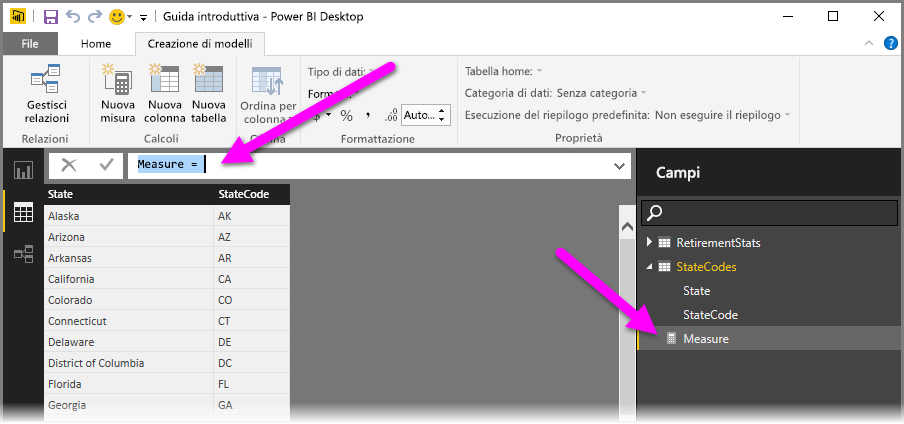 Guida introduttiva - Power BI Desktop
File Home Creazione di modelli
Gestisci relazioni
Nuova misura
Nuova colonna
Nuova tabella
Ordina per colonna
Tipo di dati:
$ % , .00 Auto...
Tabella home:
Categoria di dati: Senza categoria
Esecuzione del riepilogo predefinita: Non eseguire il riepilogo
Relazioni Calcoli Formattazione Proprietà
Measure =
State StateCode
Alaska AK
Arizona AZ
Arkansas AR
California CA
Colorado CO
Connecticut CT
Delaware DE
District of Columbia DC
Florida FL
Georgia GA
Campi
RetirementStats
StateCodes
State
StateCode
Measure